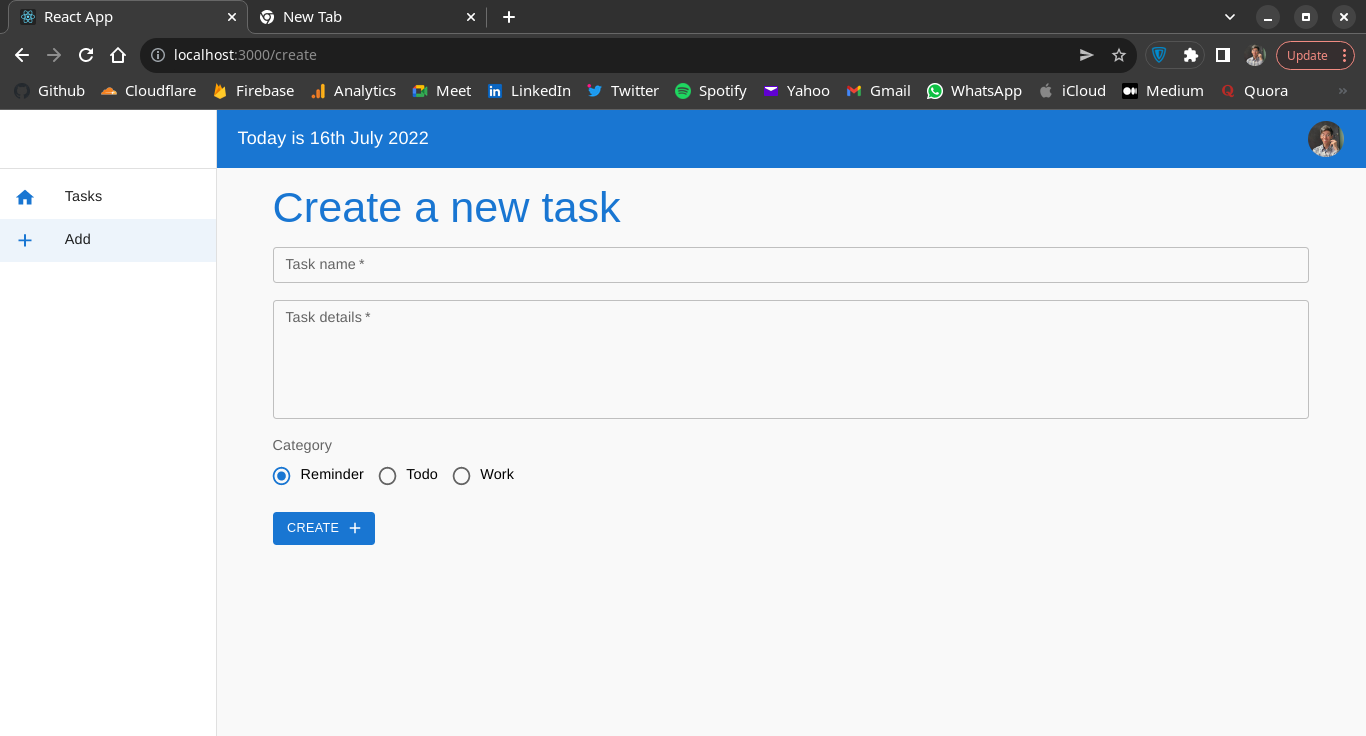 React App New Tab
localhost:3000/create Update
Github Cloudflare Firebase Analytics Meet LinkedIn Twitter Spotify Yahoo Gmail WhatsApp iCloud Medium Quora »
Today is 16th July 2022
Tasks
Add
Create a new task
Task name *
Task details *
Category
Reminder Todo Work
CREATE +